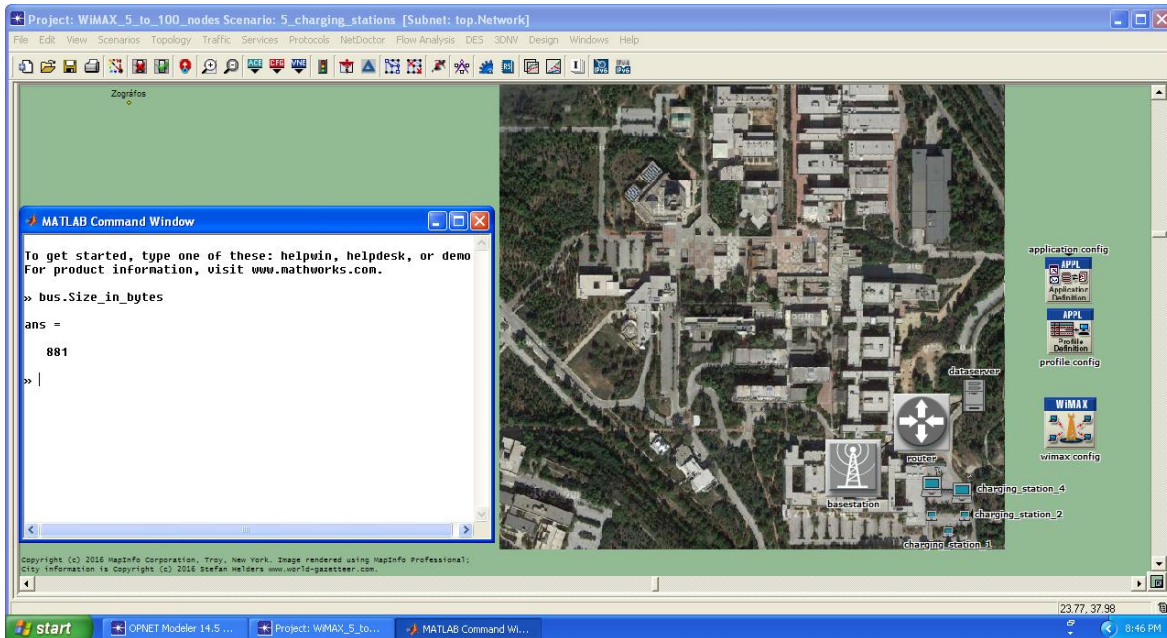 Project: WiMAX_5_to_100_nodes Scenario: 5_charging_stations [Subnet: top.Network]
File Edit View Scenarios Topology Traffic Services Protocols NetDoctor Flow Analysis DES 3DNV Design Windows Help
ACE CFG VNE
Zográfos
MATLAB Command Window
To get started, type one of these: helpwin, helpdesk, or demo
For product information, visit www.mathworks.com.
» bus.Size_in_bytes
ans =
881
»
application config
APPL
Application
Definition
APPL
Profile
Definition
profile config
dataserver
WiMAX
wimax config
router
basestation
charging_station_4
charging_station_2
charging_station_1
Copyright (c) 2016 MapInfo Corporation, Troy, New York. Image rendered using MapInfo Professional;
City information is Copyright (c) 2016 Stefan Helders www.world-gazetteer.com.
23.77, 37.98
start
OPNET Modeler 14.5 ...
Project: WiMAX_5_to...
MATLAB Command Wi...
8:46 PM